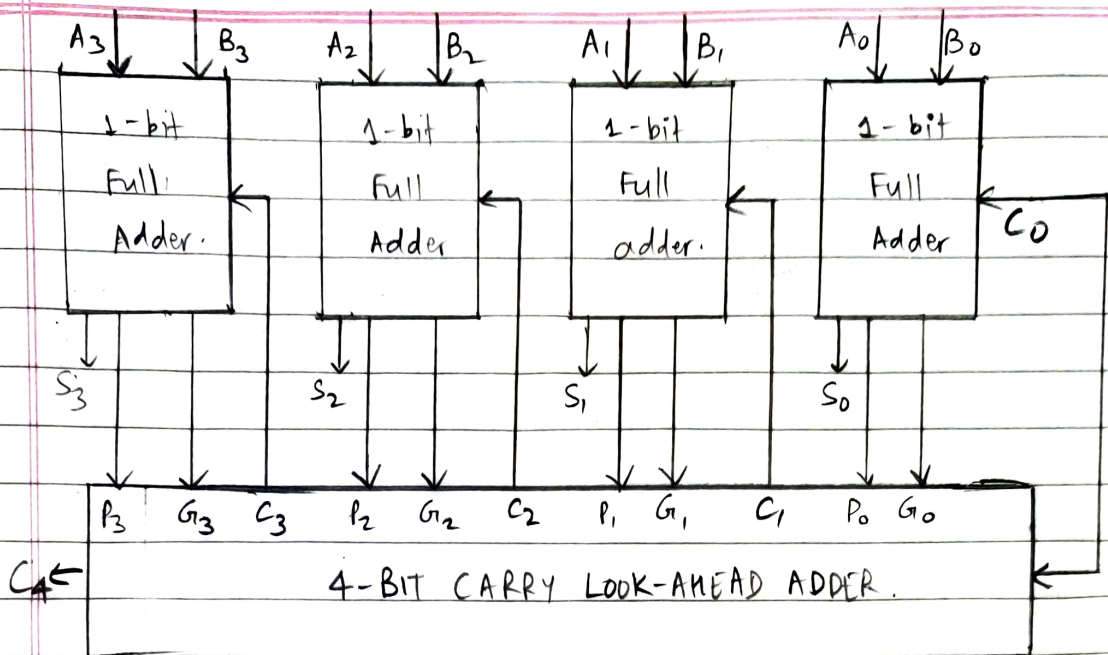 A3 B3 A2 B2 A1 B1 A0 B0
1-bit
Full
Adder.
1-bit
Full
Adder
1-bit
Full
adder.
1-bit
Full
Adder
C0
S3 S2 S1 S0
P3 G3 C3 P2 G2 C2 P1 G1 C1 P0 G0
C4
4-BIT CARRY LOOK-AHEAD ADDER.